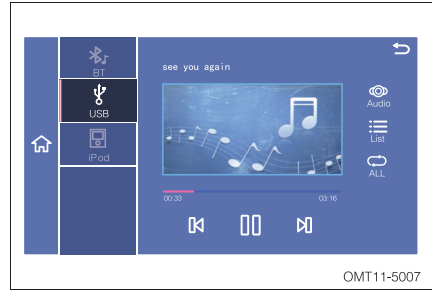 BT
USB
iPod
see you again
00:33
03:16
Audio
List
ALL
OMT11-5007